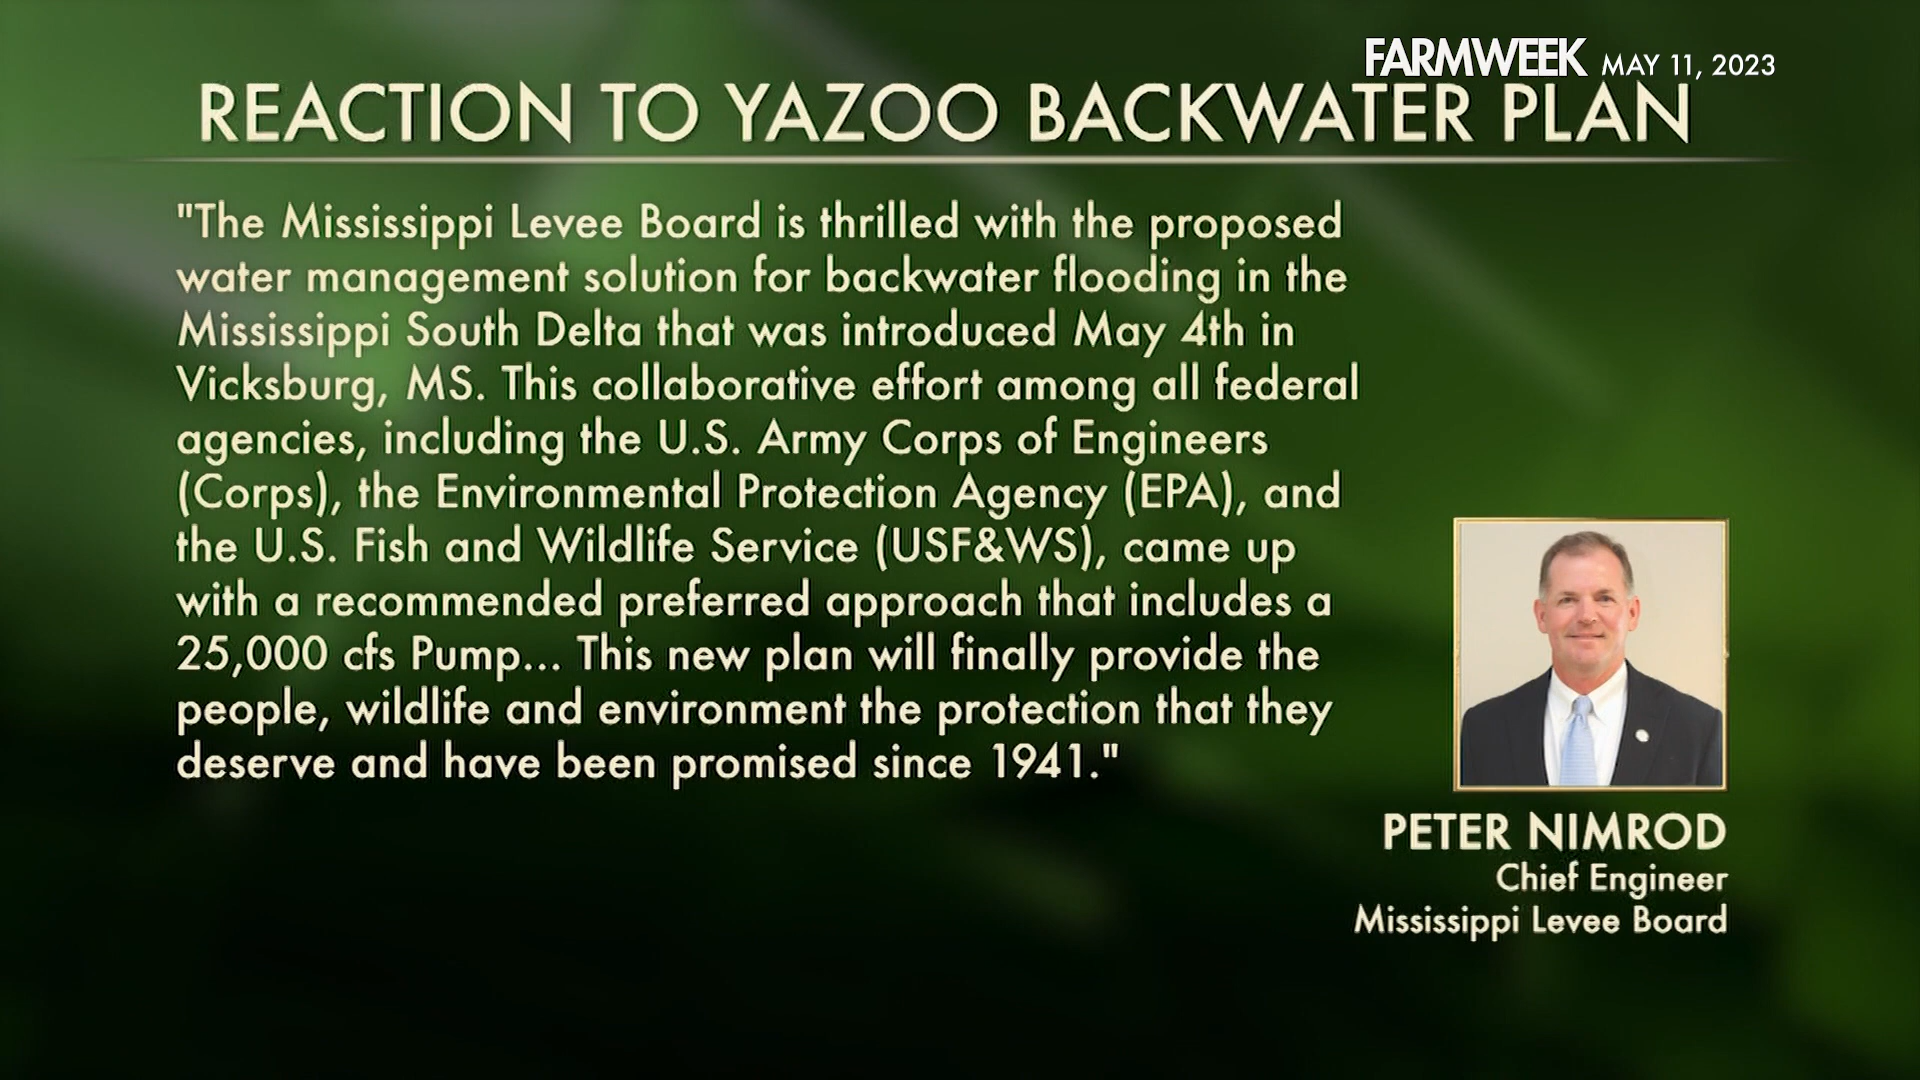 FARMWEEK MAY 11, 2023
REACTION TO YAZOO BACKWATER PLAN
"The Mississippi Levee Board is thrilled with the proposed
water management solution for backwater flooding in the
Mississippi South Delta that was introduced May 4th in
Vicksburg, MS. This collaborative effort among all federal
agencies, including the U.S. Army Corps of Engineers
(Corps), the Environmental Protection Agency (EPA), and
the U.S. Fish and Wildlife Service (USF&WS), came up
with a recommended preferred approach that includes a
25,000 cfs Pump... This new plan will finally provide the
people, wildlife and environment the protection that they
deserve and have been promised since 1941."
PETER NIMROD
Chief Engineer
Mississippi Levee Board